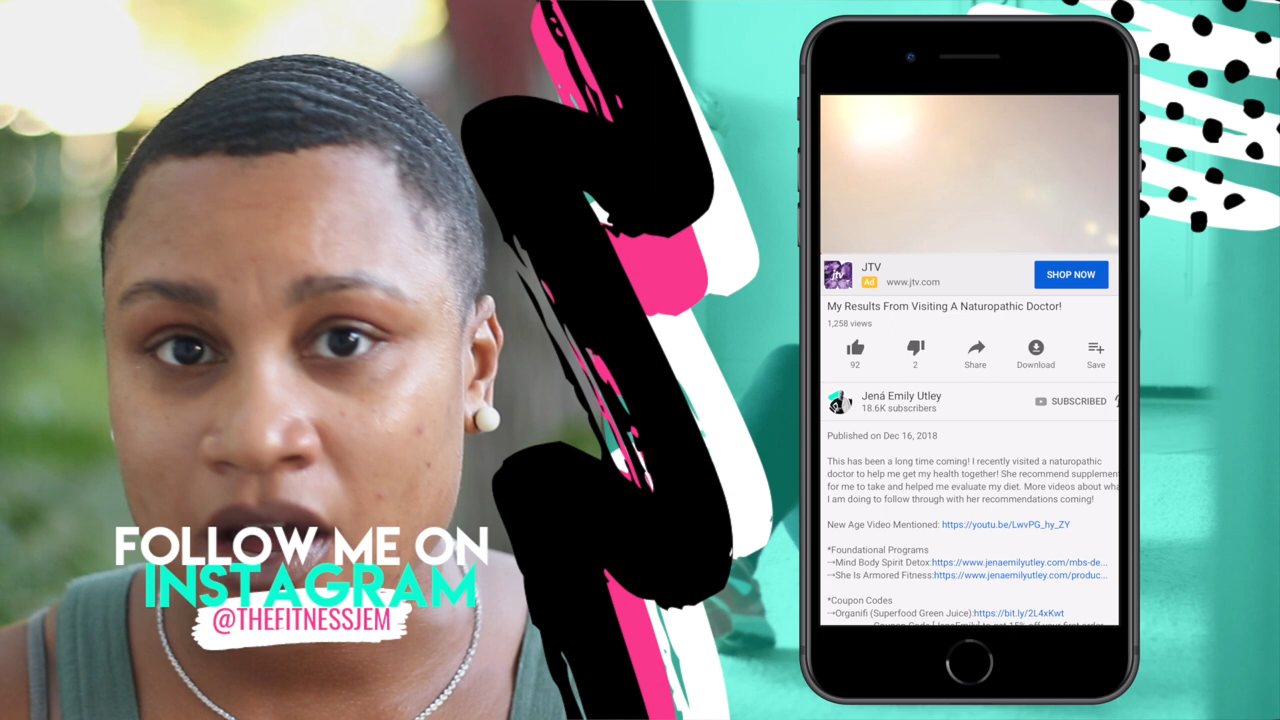 FOLLOW ME ON
INSTAGRAM
@THEFITNESSJEM
jtv
JTV
Ad www.jtv.com
SHOP NOW
My Results From Visiting A Naturopathic Doctor!
1,258 views
92 2 Share Download Save
Jená Emily Utley
18.6K subscribers
SUBSCRIBED
Published on Dec 16, 2018
This has been a long time coming! I recently visited a naturopathic
doctor to help me get my health together! She recommend supplement
for me to take and helped me evaluate my diet. More videos about wha
I am doing to follow through with her recommendations coming!
New Age Video Mentioned: https://youtu.be/LwvPG_hy_ZY
*Foundational Programs
→Mind Body Spirit Detox:https://www.jenaemilyutley.com/mbs-de...
→She Is Armored Fitness:https://www.jenaemilyutley.com/produc...
*Coupon Codes
→Organifi (Superfood Green Juice):https://bit.ly/2L4xKwt